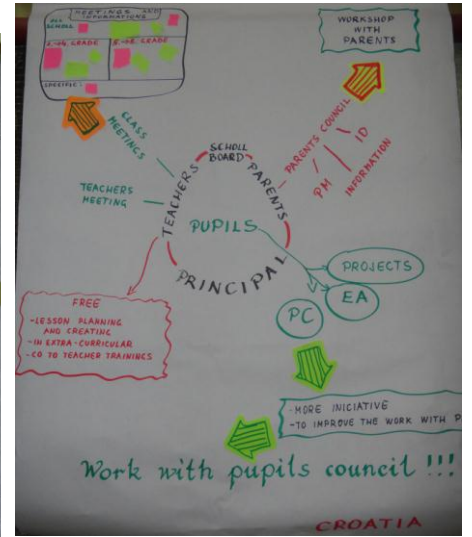 MEETINGS AND
INFORMATIONS
ALL
SCHOLL
1.-4. GRADE
5.-8. GRADE
SPECIFIC:
WORKSHOP
WITH
PARENTS
CLASS
MEETINGS
TEACHERS
MEETING
SCHOLL
BOARD
TEACHERS
PARENTS
PUPILS
PRINCIPAL
PARENTS COUNCIL
PM
INFORMATION
ID
PROJECTS
EA
PC
FREE
-LESSON PLANNING
AND CREATING
-IN EXTRA-CURRICULAR
-GO TO TEACHER TRAININGS
-MORE INICIATIVE
-TO IMPROVE THE WORK WITH P
Work with pupils council !!!
CROATIA